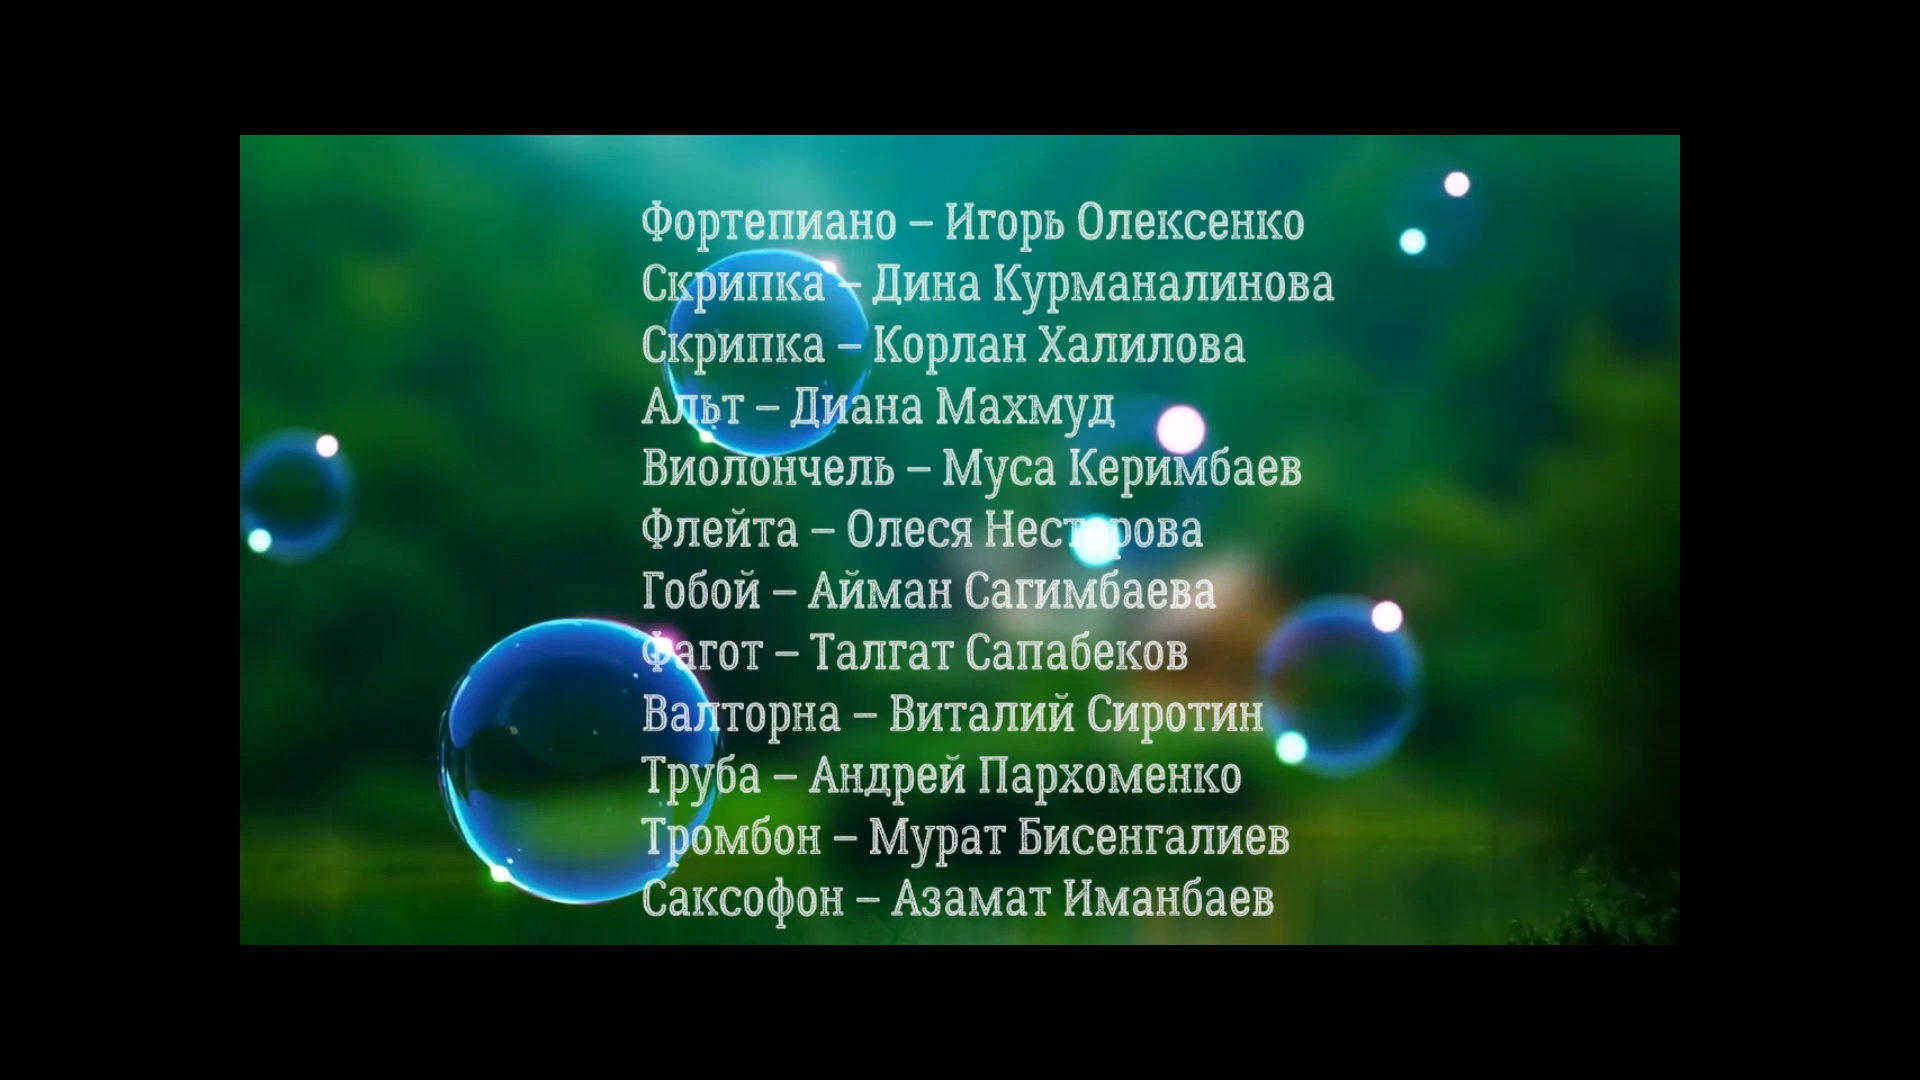 Фортепиано – Игорь Олексенко
Скрипка – Дина Курманалинова
Скрипка – Корлан Халилова
Альт – Диана Махмуд
Виолончель – Муса Керимбаев
Флейта – Олеся Нестерова
Гобой – Айман Сагимбаева
Фагот – Талгат Сапабеков
Валторна – Виталий Сиротин
Труба – Андрей Пархоменко
Тромбон – Мурат Бисенгалиев
Саксофон – Азамат Иманбаев